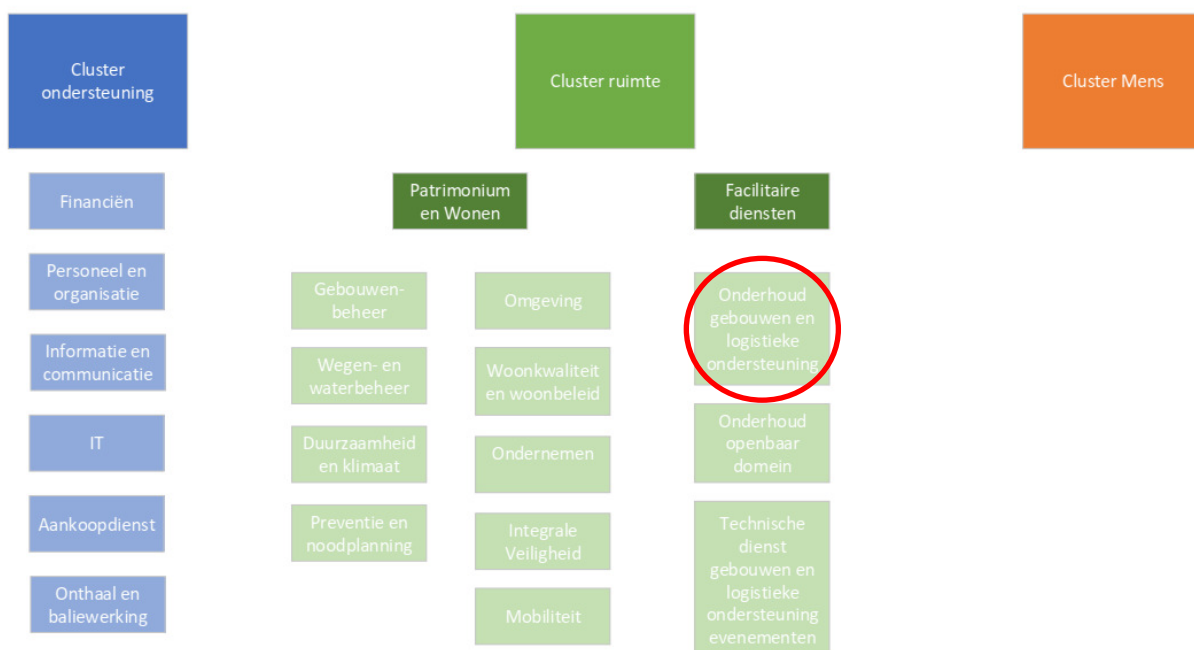 Cluster
ondersteuning
Cluster ruimte
Cluster Mens
Financiën
Personeel en
organisatie
Informatie en
communicatie
IT
Aankoopdienst
Onthaal en
baliewerking
Patrimonium
en Wonen
Gebouwen-
beheer
Wegen- en
waterbeheer
Duurzaamheid
en klimaat
Preventie en
noodplanning
Omgeving
Woonkwaliteit
en woonbeleid
Ondernemen
Integrale
Veiligheid
Mobiliteit
Facilitaire
diensten
Onderhoud
gebouwen en
logistieke
ondersteuning
Onderhoud
openbaar
domein
Technische
dienst
gebouwen en
logistieke
ondersteuning
evenementen